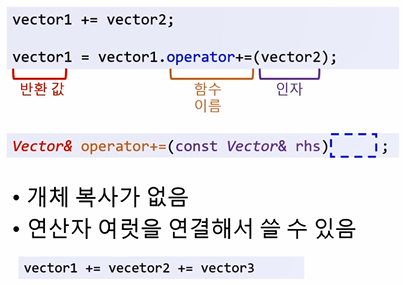 vector1 += vector2;
vector1 = vector1.operator+=(vector2);
반환 값 함수 이름 인자
Vector& operator+=(const Vector& rhs) ;
• 개체 복사가 없음
• 연산자 여럿을 연결해서 쓸 수 있음
vector1 += vecetor2 += vector3